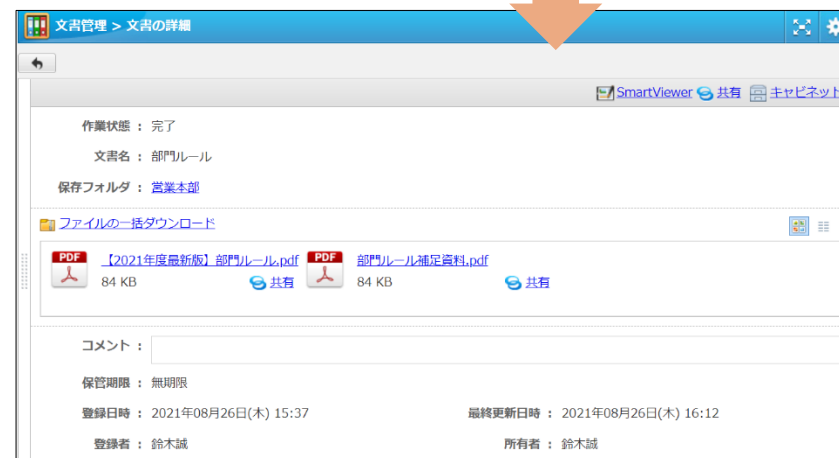 文書管理 > 文書の詳細
SmartViewer 共有 キャビネット
作業状態 : 完了
文書名 : 部門ルール
保存フォルダ : 営業本部
ファイルの一括ダウンロード
PDF 【2021年度最新版】部門ルール.pdf PDF 部門ルール補足資料.pdf
84 KB 共有 84 KB 共有
コメント :
保管期限 : 無期限
登録日時 : 2021年08月26日(木) 15:37 最終更新日時 : 2021年08月26日(木) 16:12
登録者 : 鈴木誠 所有者 : 鈴木誠